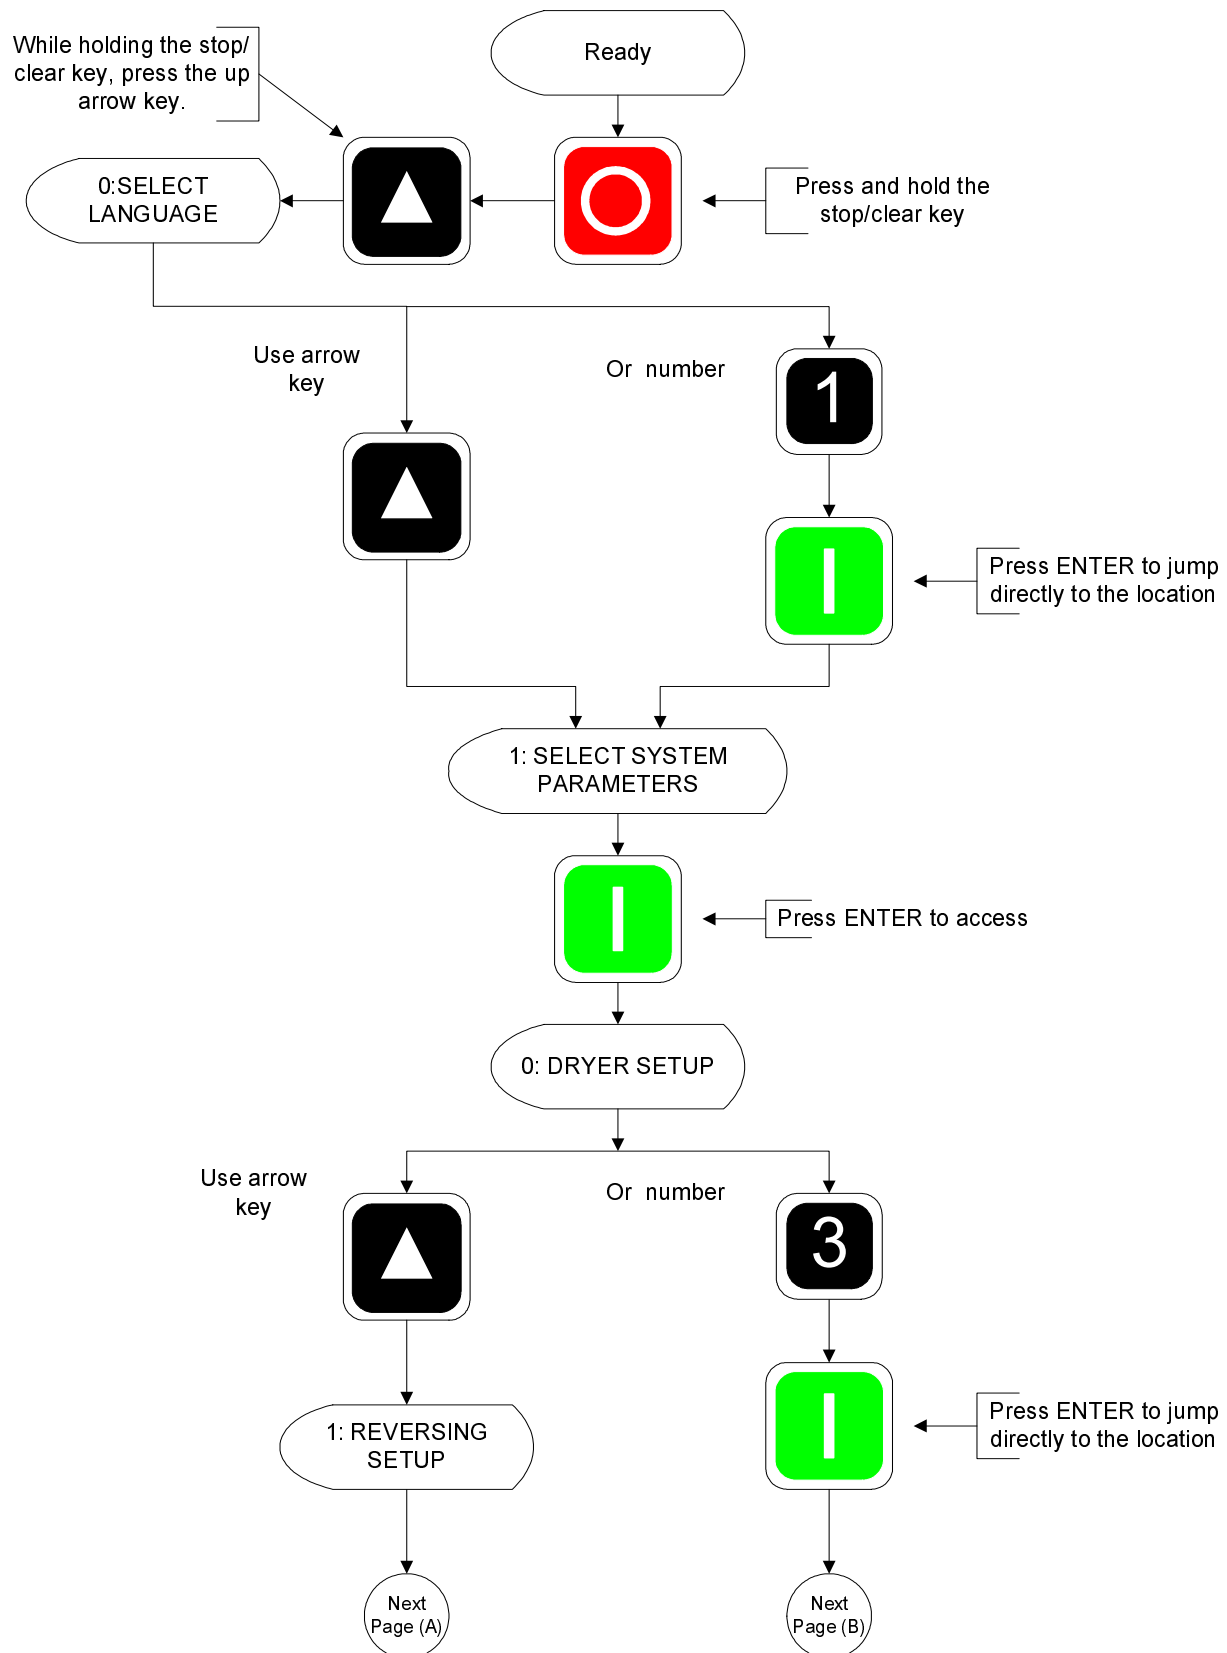 While holding the stop/
clear key, press the up
arrow key.
Ready
0:SELECT
LANGUAGE
Press and hold the
stop/clear key
Use arrow
key
Or number
1
Press ENTER to jump
directly to the location
1: SELECT SYSTEM
PARAMETERS
Press ENTER to access
0: DRYER SETUP
Use arrow
key
Or number
3
1: REVERSING
SETUP
Press ENTER to jump
directly to the location
Next
Page (A)
Next
Page (B)